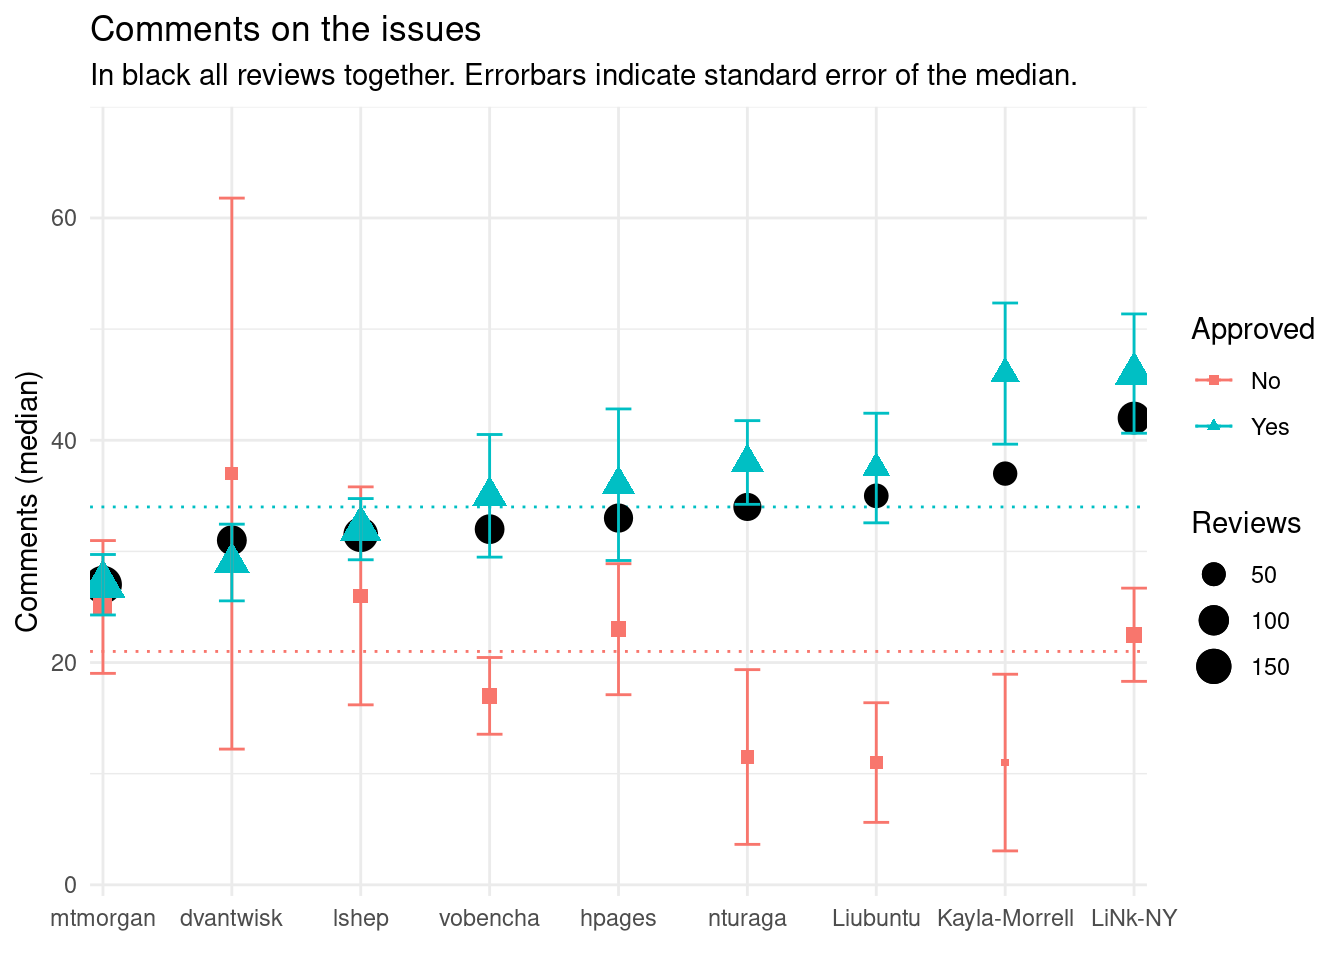 Comments on the issues
In black all reviews together. Errorbars indicate standard error of the median.
Comments (median)
60
40
20
0
mtmorgan
dvantwisk
lshep
vobencha
hpages
nturaga
Liubuntu
Kayla-Morrell
LiNk-NY
Approved
No
Yes
Reviews
50
100
150